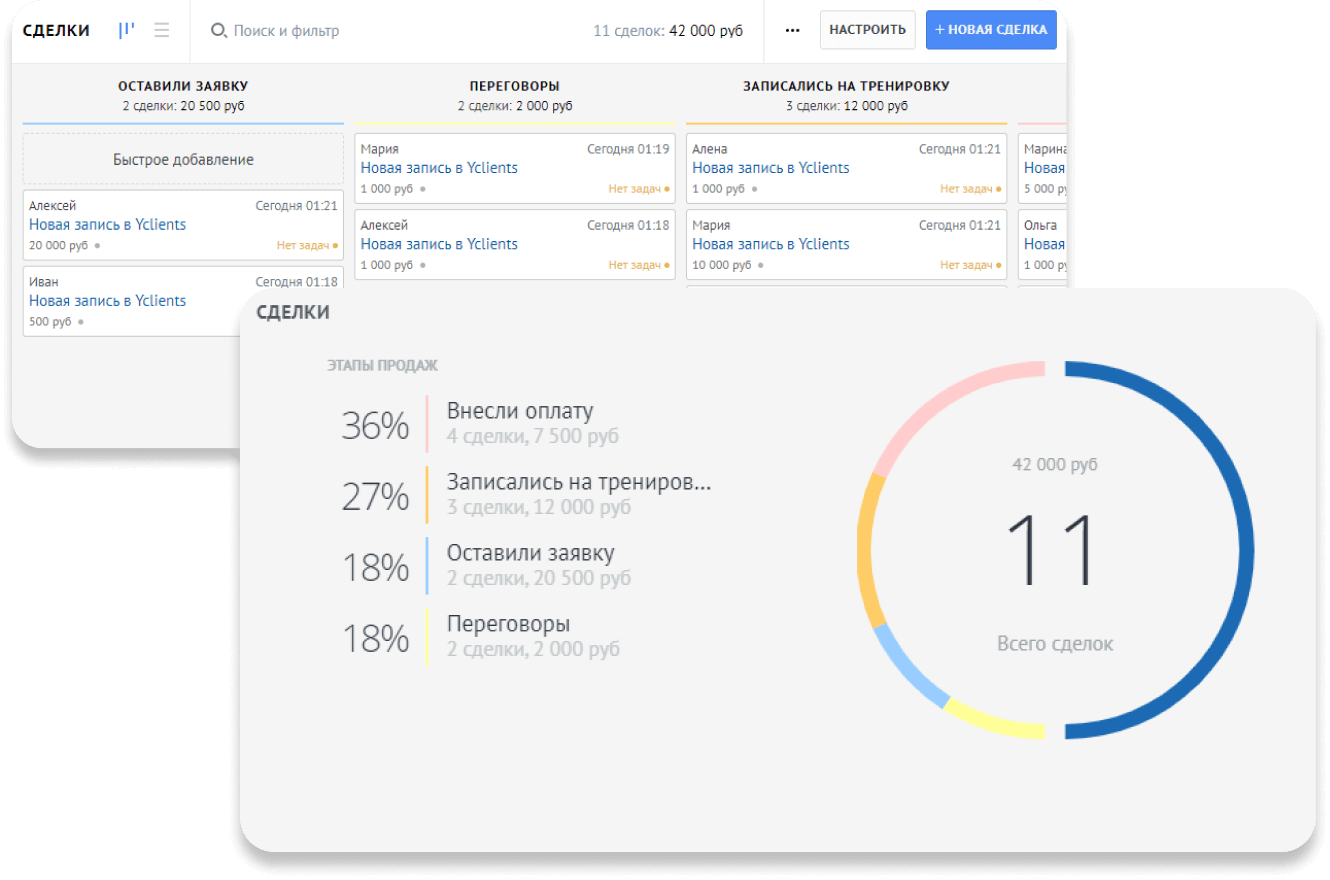 СДЕЛКИ
Поиск и фильтр
11 сделок: 42 000 руб
НАСТРОИТЬ
+ НОВАЯ СДЕЛКА
ОСТАВИЛИ ЗАЯВКУ
2 сделки: 20 500 руб
Быстрое добавление
Алексей Сегодня 01:21
Новая запись в Yclients
20 000 руб Нет задач
Иван Сегодня 01:18
Новая запись в Yclients
500 руб
ПЕРЕГОВОРЫ
2 сделки: 2 000 руб
Мария Сегодня 01:19
Новая запись в Yclients
1 000 руб Нет задач
Алексей Сегодня 01:18
Новая запись в Yclients
1 000 руб Нет задач
ЗАПИСАЛИСЬ НА ТРЕНИРОВКУ
3 сделки: 12 000 руб
Алена Сегодня 01:21
Новая запись в Yclients
1 000 руб Нет задач
Мария Сегодня 01:21
Новая запись в Yclients
10 000 руб Нет задач
Марина
Новая
5 000 ру
Ольга
Новая
1 000 ру
СДЕЛКИ
ЭТАПЫ ПРОДАЖ
36% Внесли оплату
4 сделки, 7 500 руб
27% Записались на трениров...
3 сделки, 12 000 руб
18% Оставили заявку
2 сделки, 20 500 руб
18% Переговоры
2 сделки, 2 000 руб
42 000 руб
11
Всего сделок